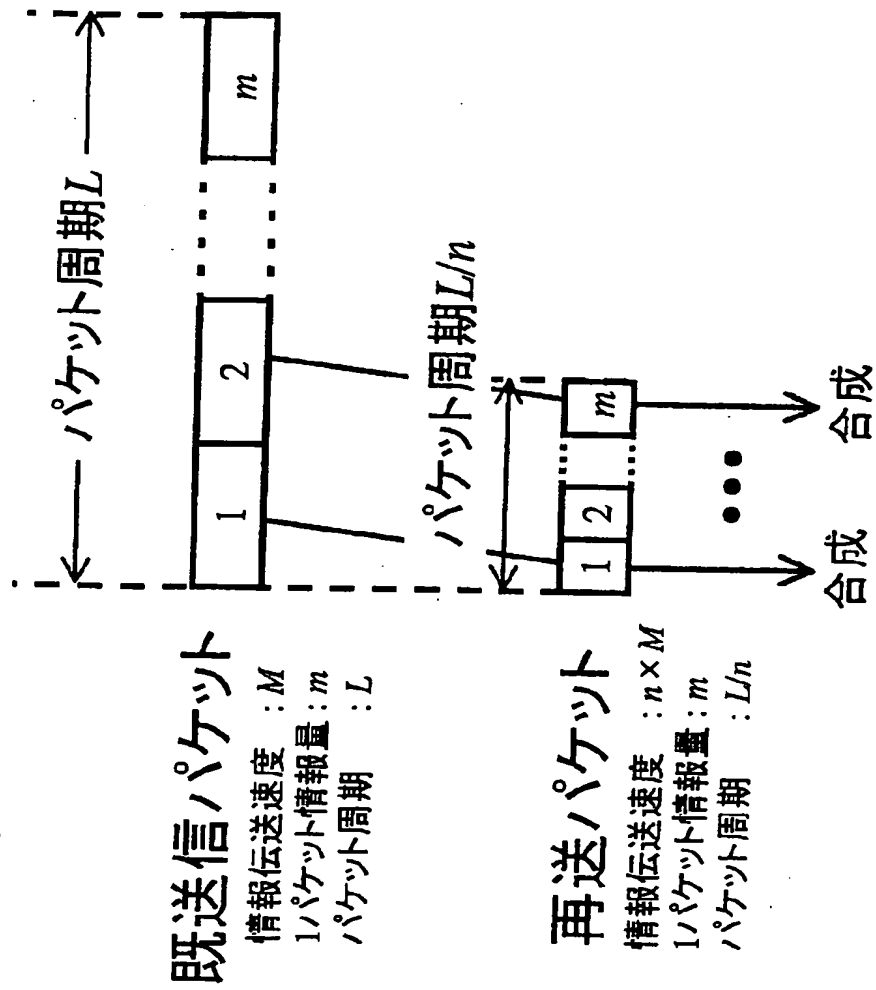 パケット周期L
既送信パケット
情報伝送速度 : M
1パケット情報量 : m
パケット周期 : L
1 2 m
パケット周期L/n
再送パケット
情報伝送速度 : n×M
1パケット情報量 : m
パケット周期 : L/n
1 2 m
合成 合成